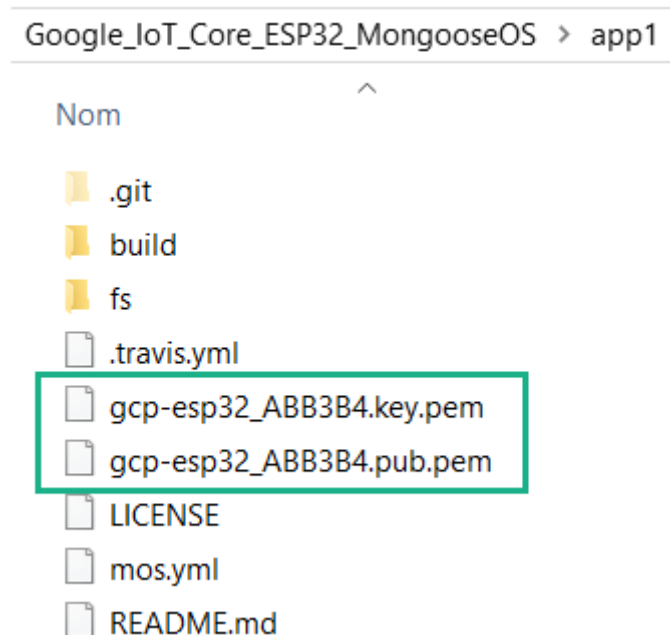 Google_IoT_Core_ESP32_MongooseOS > app1
Nom
.git
build
fs
.travis.yml
gcp-esp32_ABB3B4.key.pem
gcp-esp32_ABB3B4.pub.pem
LICENSE
mos.yml
README.md